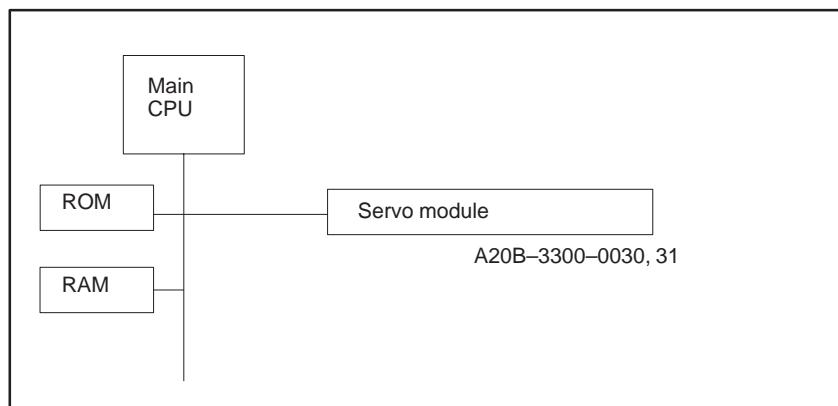 Main
CPU
ROM
Servo module
A20B–3300–0030, 31
RAM